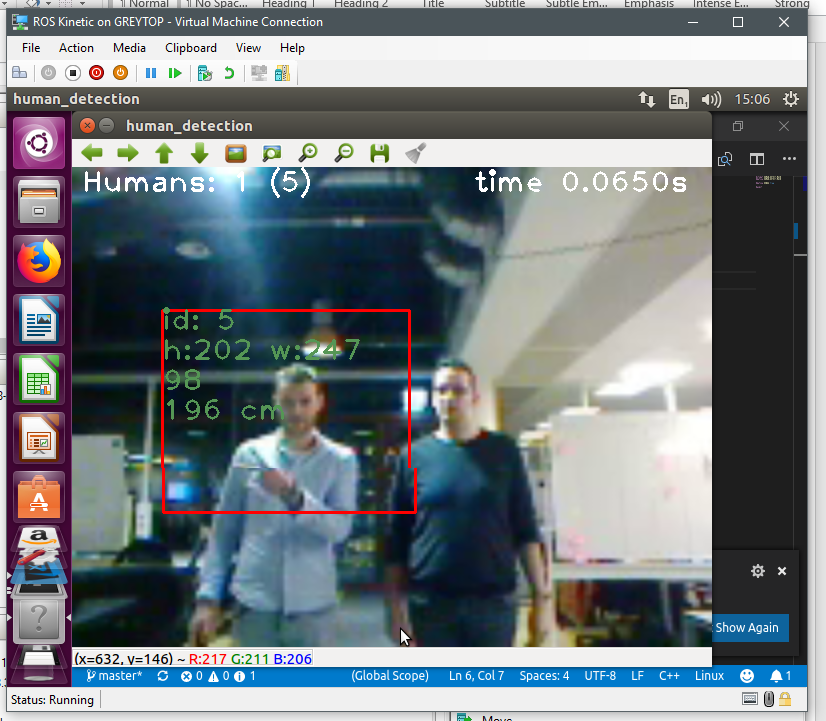 ¶ Normal ¶ No Spac... Heading 1 Heading 2 Title Subtitle Subtle Em... Emphasis Intense E... Strong
ROS Kinetic on GREYTOP - Virtual Machine Connection
File Action Media Clipboard View Help
human_detection En1 15:06
human_detection
Humans: 1 (5) time 0.0650s
id: 5
h:202 w:247
98
196 cm
Show Again
(x=632, y=146) ~ R:217 G:211 B:206
master* 0 0 1 (Global Scope) Ln 6, Col 7 Spaces: 4 UTF-8 LF C++ Linux 1
Status: Running